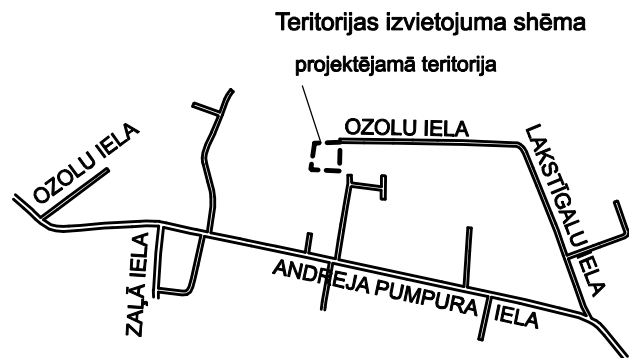 Teritorijas izvietojuma shēma
projektējamā teritorija
OZOLU IELA
OZOLU IELA
LAKSTĪGALU IELA
ZAĻĀ IELA
ANDREJA PUMPURA IELA